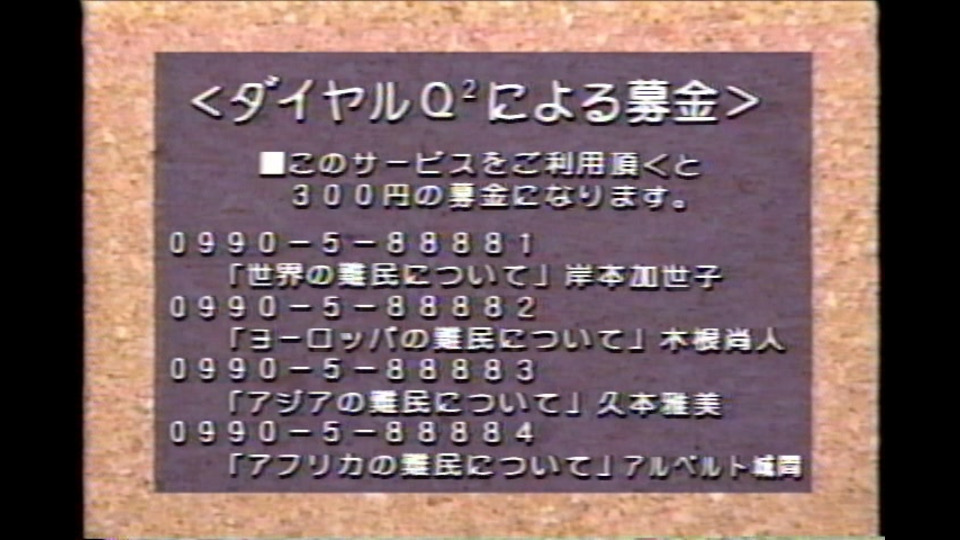 ＜ダイヤルQ²による募金＞
■このサービスをご利用頂くと
３００円の募金になります。
０９９０－５－８８８８１
「世界の難民について」岸本加世子
０９９０－５－８８８８２
「ヨーロッパの難民について」木根尚人
０９９０－５－８８８８３
「アジアの難民について」久本雅美
０９９０－５－８８８８４
「アフリカの難民について」アルベルト城間